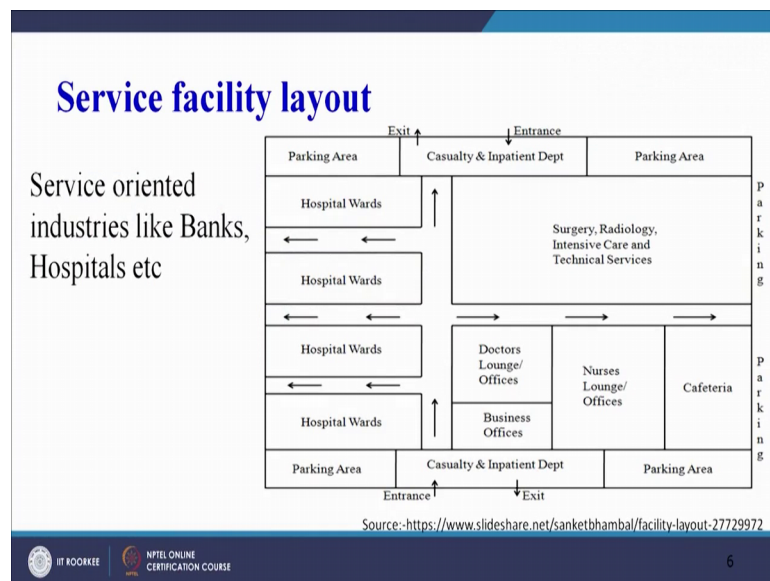 Service facility layout
Service oriented
industries like Banks,
Hospitals etc
Exit
Entrance
Parking Area
Casualty & Inpatient Dept
Parking Area
Hospital Wards
Surgery, Radiology,
Intensive Care and
Technical Services
Parking
Hospital Wards
Hospital Wards
Doctors
Lounge/
Offices
Nurses
Lounge/
Offices
Cafeteria
Parking
Hospital Wards
Business
Offices
Parking Area
Casualty & Inpatient Dept
Parking Area
Entrance
Exit
Source:-https://www.slideshare.net/sanketbhambal/facility-layout-27729972
IIT ROORKEE
NPTEL
NPTEL ONLINE
CERTIFICATION COURSE
6